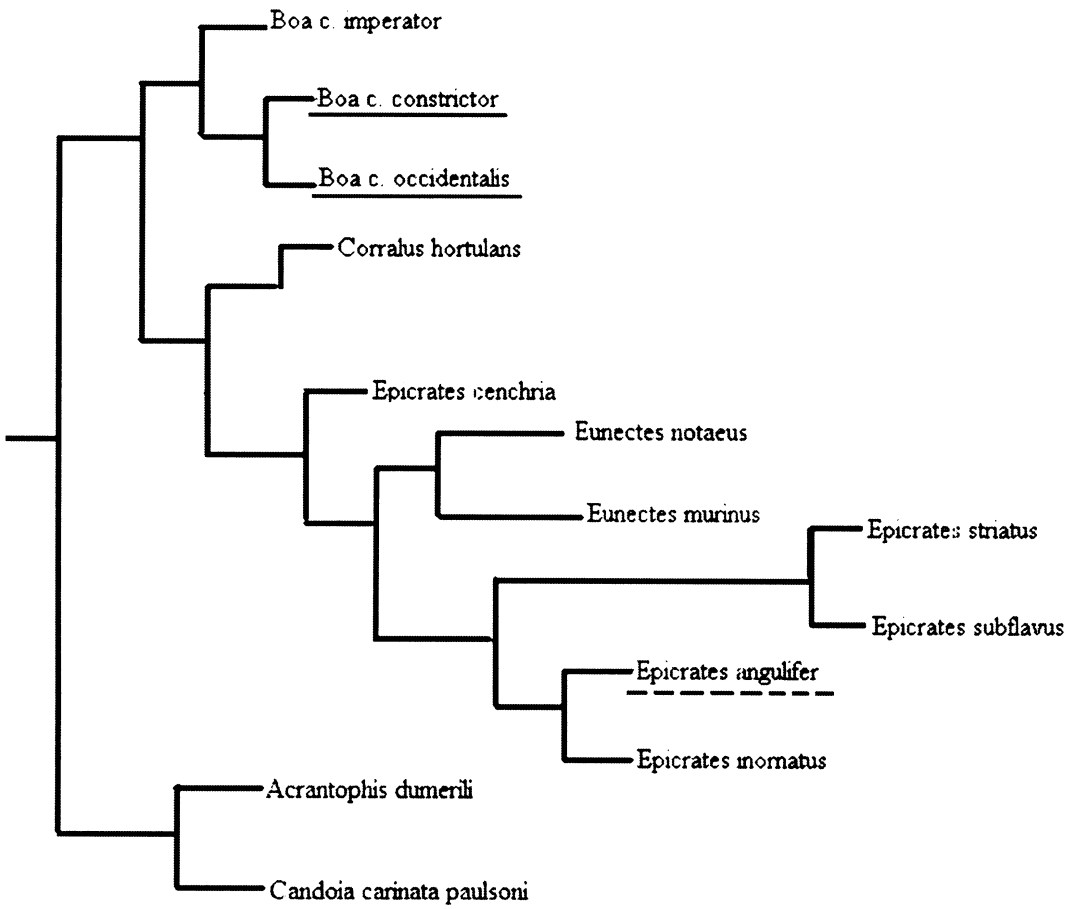 Boa c. imperator
Boa c. constrictor
Boa c. occidentalis
Corralus hortulans
Epicrates cenchria
Eunectes notaeus
Eunectes murinus
Epicrates striatus
Epicrates subflavus
Epicrates angulifer
Epicrates inornatus
Acrantophis dumerili
Candoia carinata paulsoni